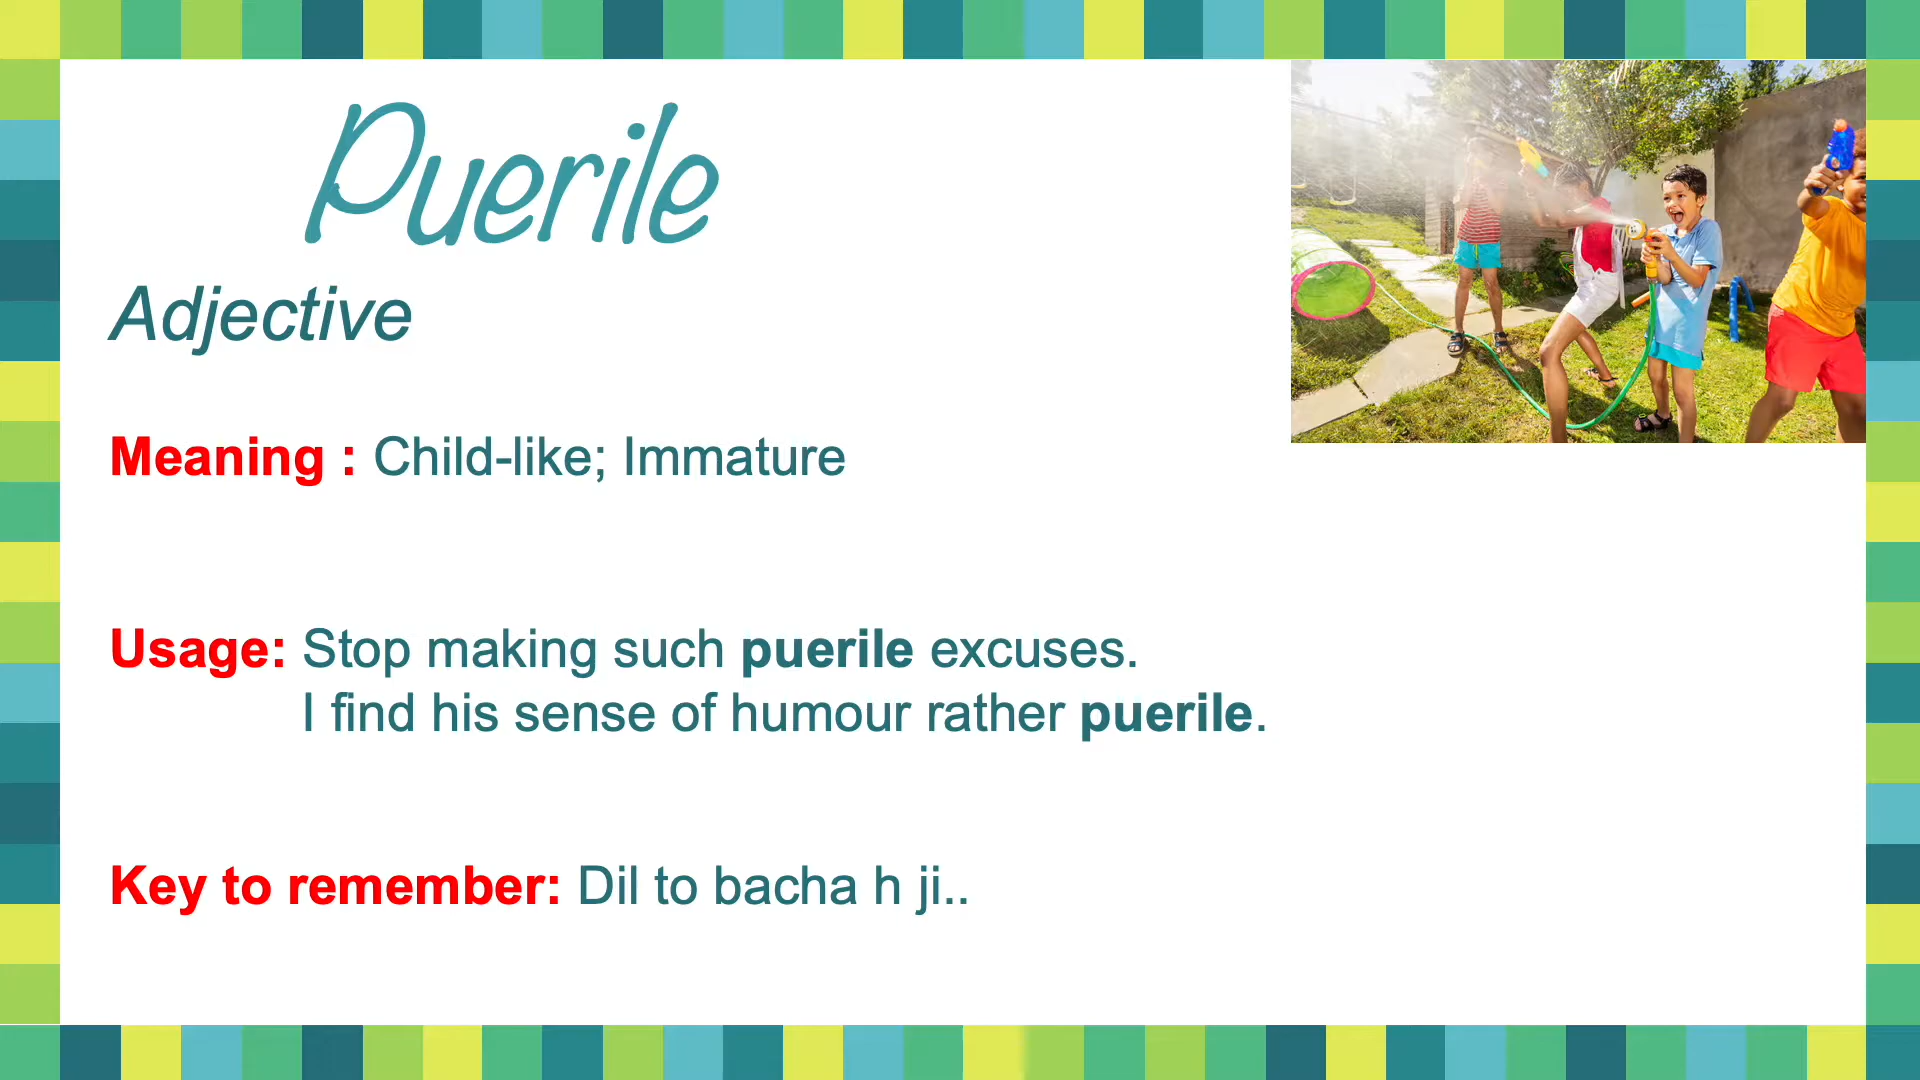 Puerile
Adjective
Meaning : Child-like; Immature
Usage: Stop making such puerile excuses.
I find his sense of humour rather puerile.
Key to remember: Dil to bacha h ji..